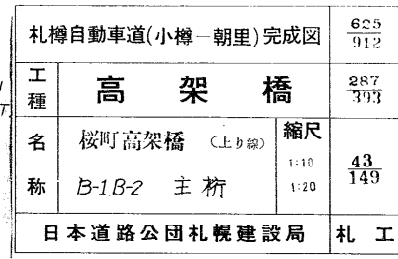 札樽自動車道(小樽－朝里)完成図 625/912
工種 高架橋 287/393
名称 桜町高架橋 (上り線) 縮尺 1:10 43/149
B-1,B-2 主桁 1:20
日本道路公団札幌建設局 札工